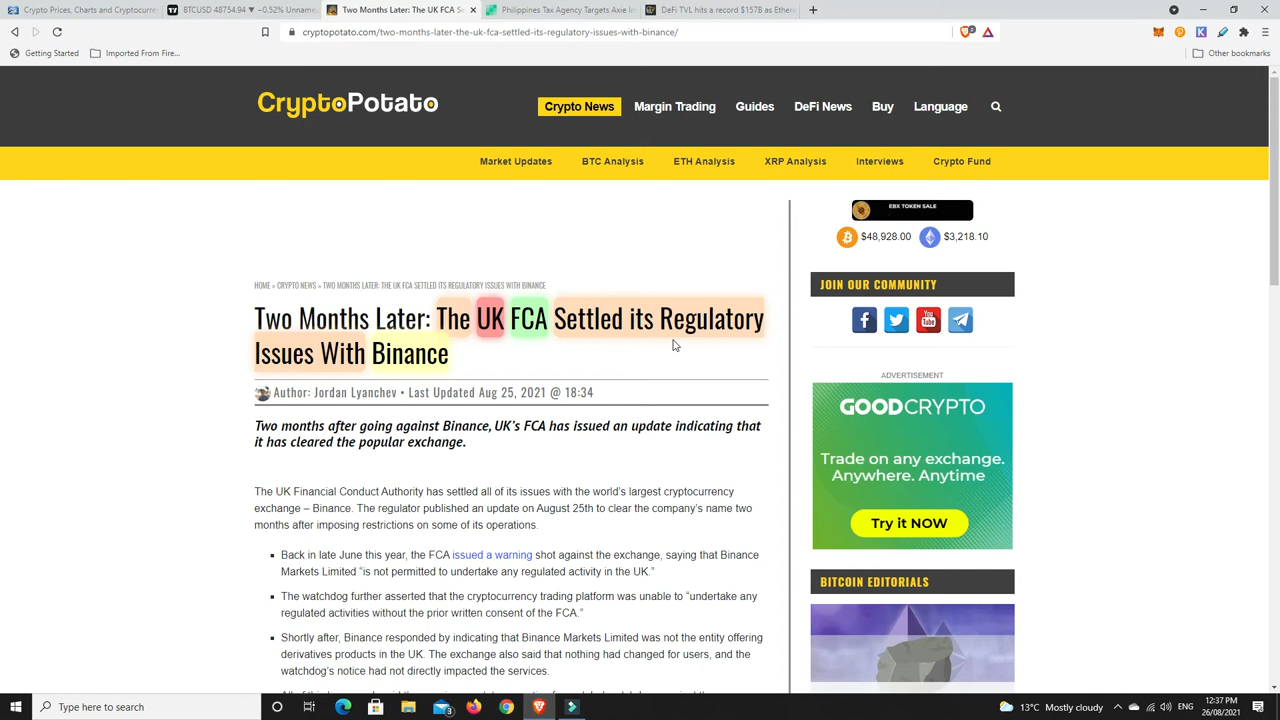 Crypto Prices, Charts and Cryptocurr
BTCUSD 48754.94 ▼ −0.52% Unname
Two Months Later: The UK FCA Se
Philippines Tax Agency Targets Axie In
DeFi TVL hits a record $157B as Ether
cryptopotato.com/two-months-later-the-uk-fca-settled-its-regulatory-issues-with-binance/
Getting Started
Imported From Fire...
Other bookmarks
CryptoPotato
Crypto News
Margin Trading
Guides
DeFi News
Buy
Language
Market Updates
BTC Analysis
ETH Analysis
XRP Analysis
Interviews
Crypto Fund
EBX TOKEN SALE
$48,928.00
$3,218.10
HOME » CRYPTO NEWS » TWO MONTHS LATER: THE UK FCA SETTLED ITS REGULATORY ISSUES WITH BINANCE
Two Months Later: The UK FCA Settled its Regulatory
Issues With Binance
Author: Jordan Lyanchev • Last Updated Aug 25, 2021 @ 18:34
Two months after going against Binance, UK's FCA has issued an update indicating that
it has cleared the popular exchange.
The UK Financial Conduct Authority has settled all of its issues with the world's largest cryptocurrency
exchange – Binance. The regulator published an update on August 25th to clear the company's name two
months after imposing restrictions on some of its operations.
Back in late June this year, the FCA issued a warning shot against the exchange, saying that Binance
Markets Limited "is not permitted to undertake any regulated activity in the UK."
The watchdog further asserted that the cryptocurrency trading platform was unable to "undertake any
regulated activities without the prior written consent of the FCA."
Shortly after, Binance responded by indicating that Binance Markets Limited was not the entity offering
derivatives products in the UK. The exchange also said that nothing had changed for users, and the
watchdog's notice had not directly impacted the services.
JOIN OUR COMMUNITY
You
Tube
ADVERTISEMENT
GOODCRYPTO
Trade on any exchange.
Anywhere. Anytime
Try it NOW
BITCOIN EDITORIALS
Type here to search
13°C Mostly cloudy
ENG
12:37 PM
26/08/2021